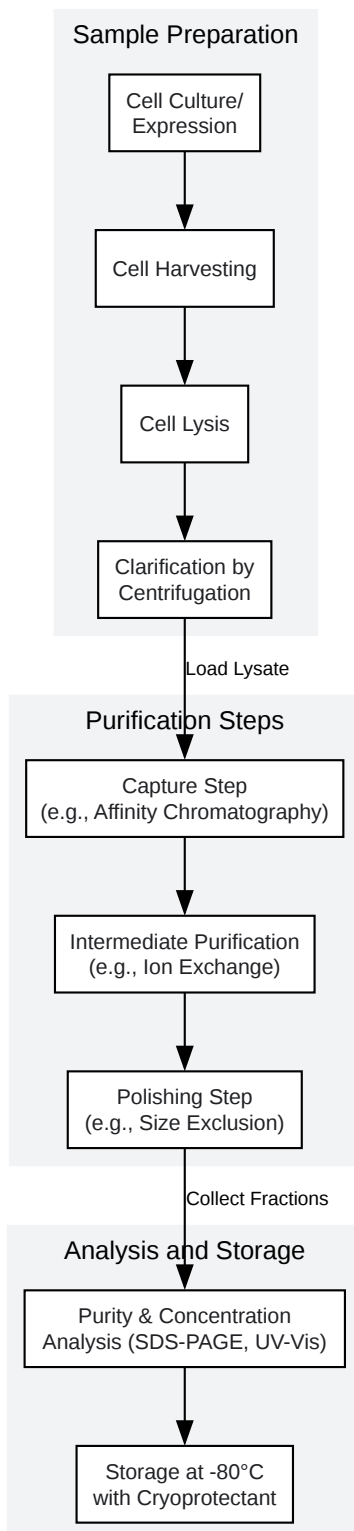 Sample Preparation
Cell Culture/
Expression
Cell Harvesting
Cell Lysis
Clarification by
Centrifugation
Load Lysate
Purification Steps
Capture Step
(e.g., Affinity Chromatography)
Intermediate Purification
(e.g., Ion Exchange)
Polishing Step
(e.g., Size Exclusion)
Collect Fractions
Analysis and Storage
Purity & Concentration
Analysis (SDS-PAGE, UV-Vis)
Storage at -80°C
with Cryoprotectant